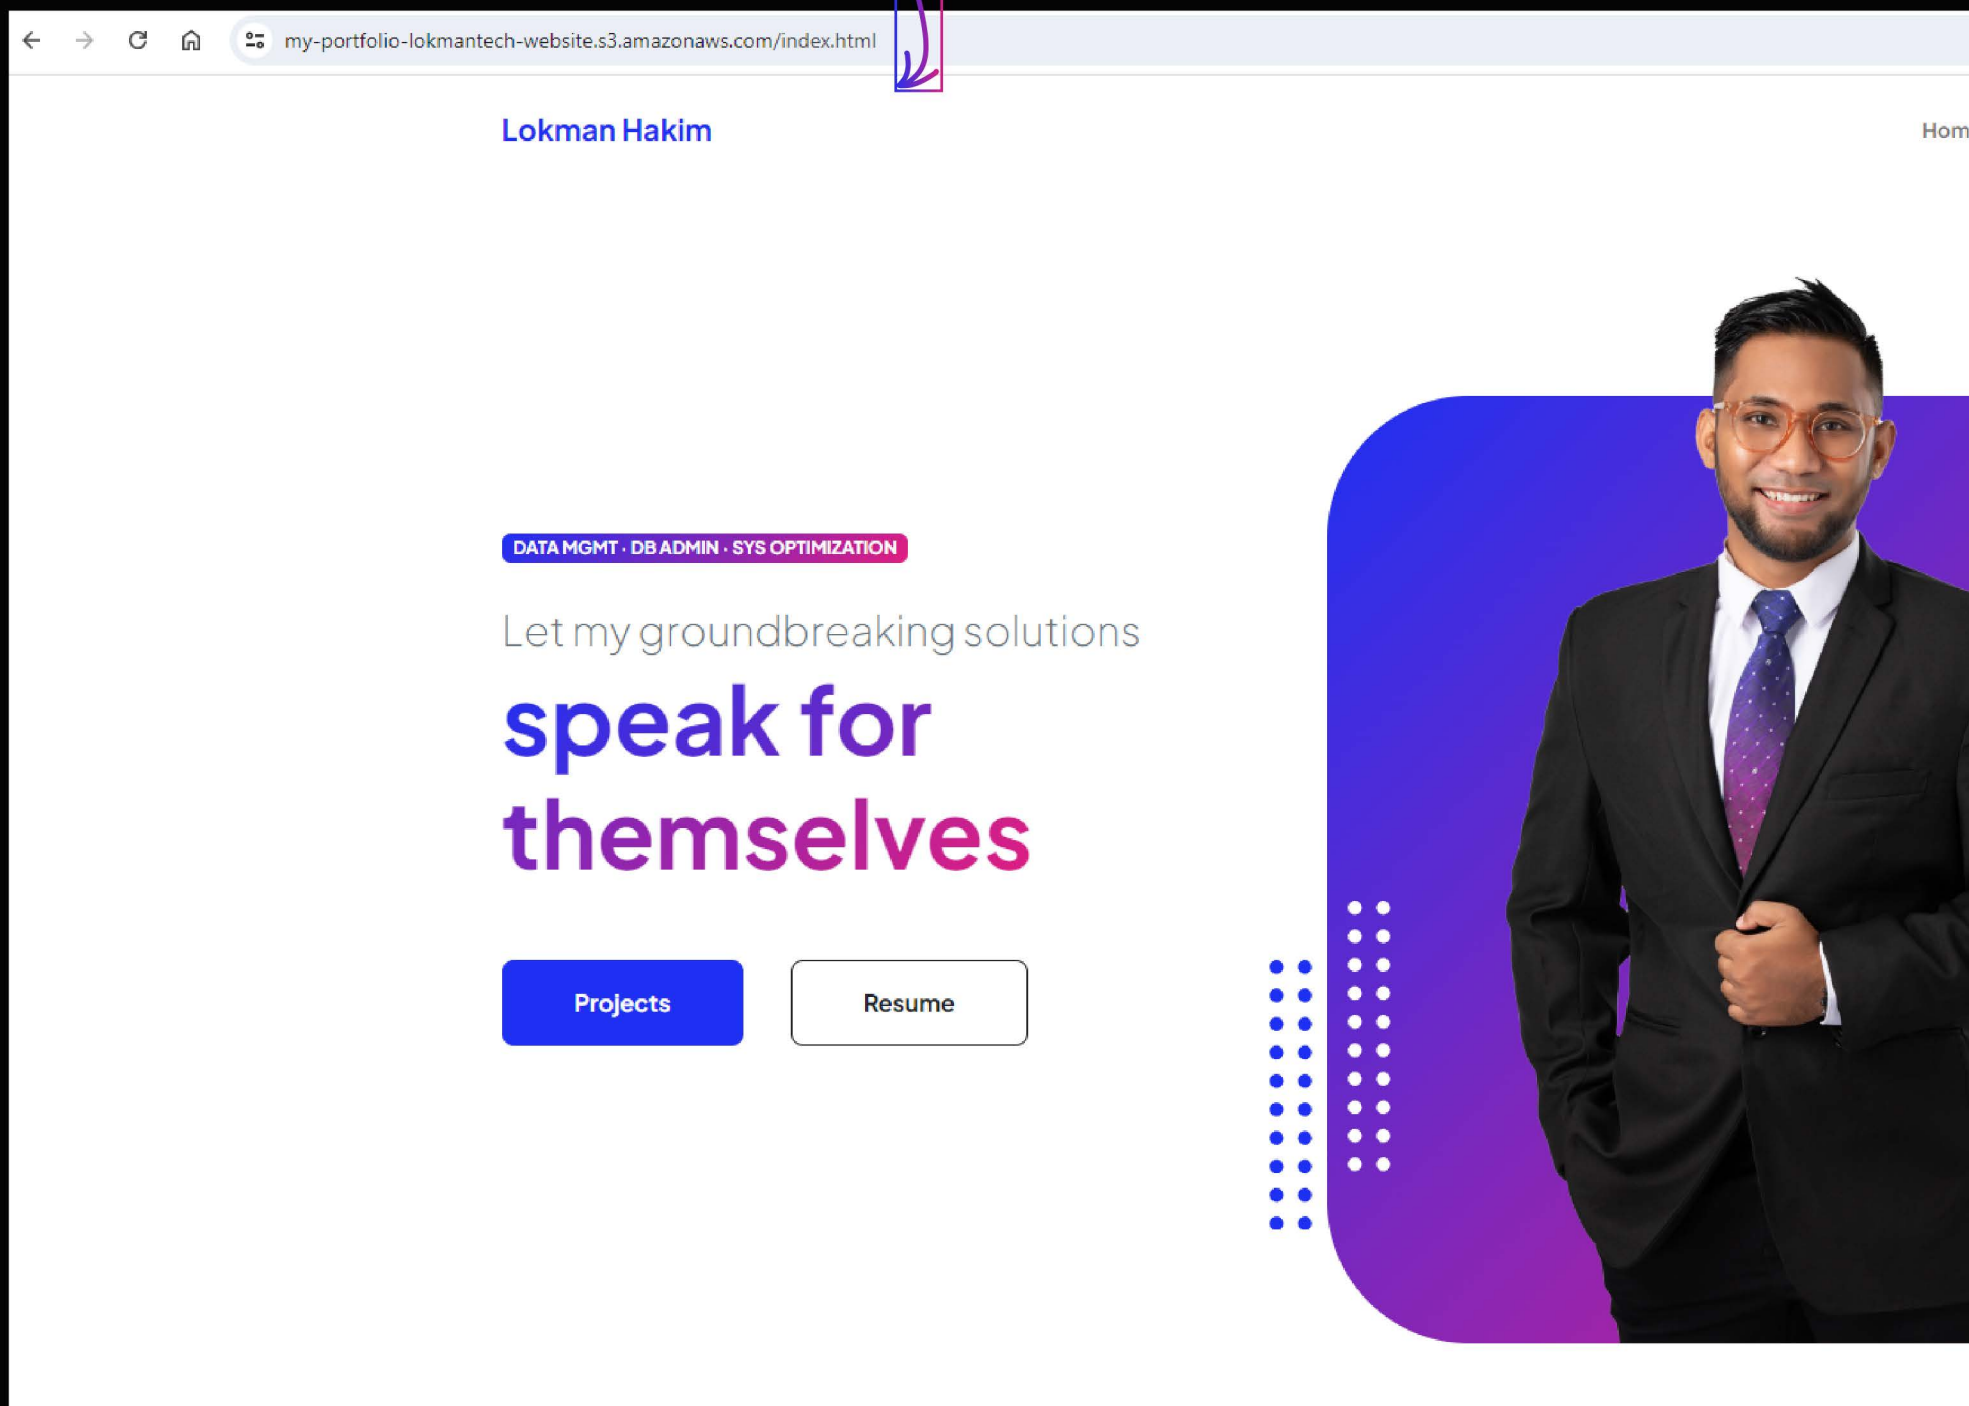 my-portfolio-lokmantech-website.s3.amazonaws.com/index.html
Lokman Hakim
Hom
DATA MGMT · DB ADMIN · SYS OPTIMIZATION
Let my groundbreaking solutions
speak for
themselves
Projects
Resume